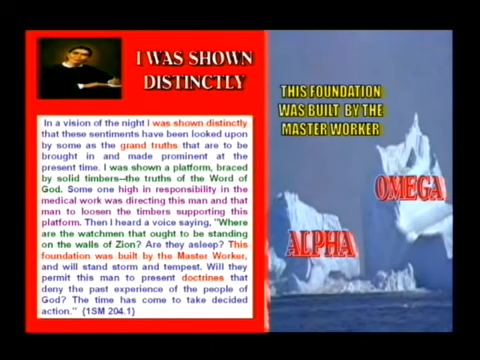 I WAS SHOWN
DISTINCTLY
In a vision of the night I was shown distinctly
that these sentiments have been looked upon
by some as the grand truths that are to be
brought in and made prominent at the
present time. I was shown a platform, braced
by solid timbers--the truths of the Word of
God. Some one high in responsibility in the
medical work was directing this man and that
man to loosen the timbers supporting this
platform. Then I heard a voice saying, "Where
are the watchmen that ought to be standing
on the walls of Zion? Are they asleep? This
foundation was built by the Master Worker,
and will stand storm and tempest. Will they
permit this man to present doctrines that
deny the past experience of the people of
God? The time has come to take decided
action." {1SM 204.1}
THIS FOUNDATION
WAS BUILT BY THE
MASTER WORKER
OMEGA
ALPHA